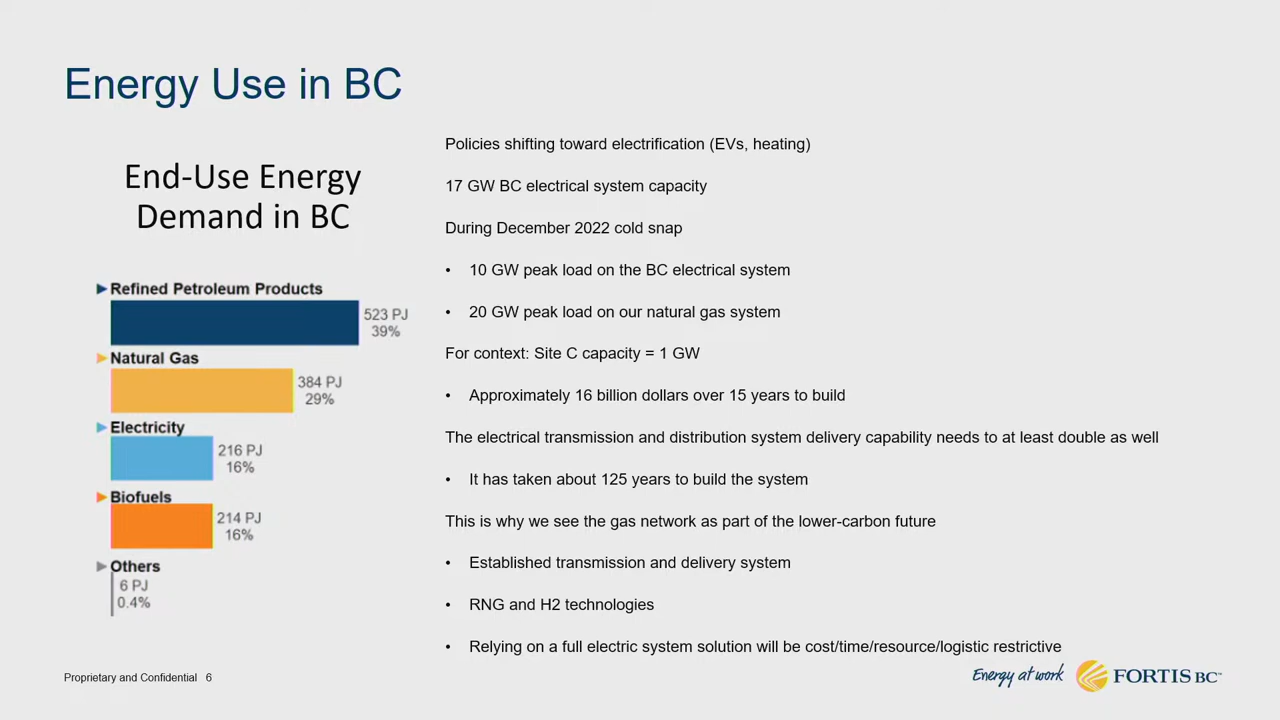 Energy Use in BC
End-Use Energy
Demand in BC
Refined Petroleum Products
523 PJ
39%
Natural Gas
384 PJ
29%
Electricity
216 PJ
16%
Biofuels
214 PJ
16%
Others
6 PJ
0.4%
Policies shifting toward electrification (EVs, heating)
17 GW BC electrical system capacity
During December 2022 cold snap
• 10 GW peak load on the BC electrical system
• 20 GW peak load on our natural gas system
For context: Site C capacity = 1 GW
• Approximately 16 billion dollars over 15 years to build
The electrical transmission and distribution system delivery capability needs to at least double as well
• It has taken about 125 years to build the system
This is why we see the gas network as part of the lower-carbon future
• Established transmission and delivery system
• RNG and H2 technologies
• Relying on a full electric system solution will be cost/time/resource/logistic restrictive
Proprietary and Confidential 6
Energy at work FORTIS BC™